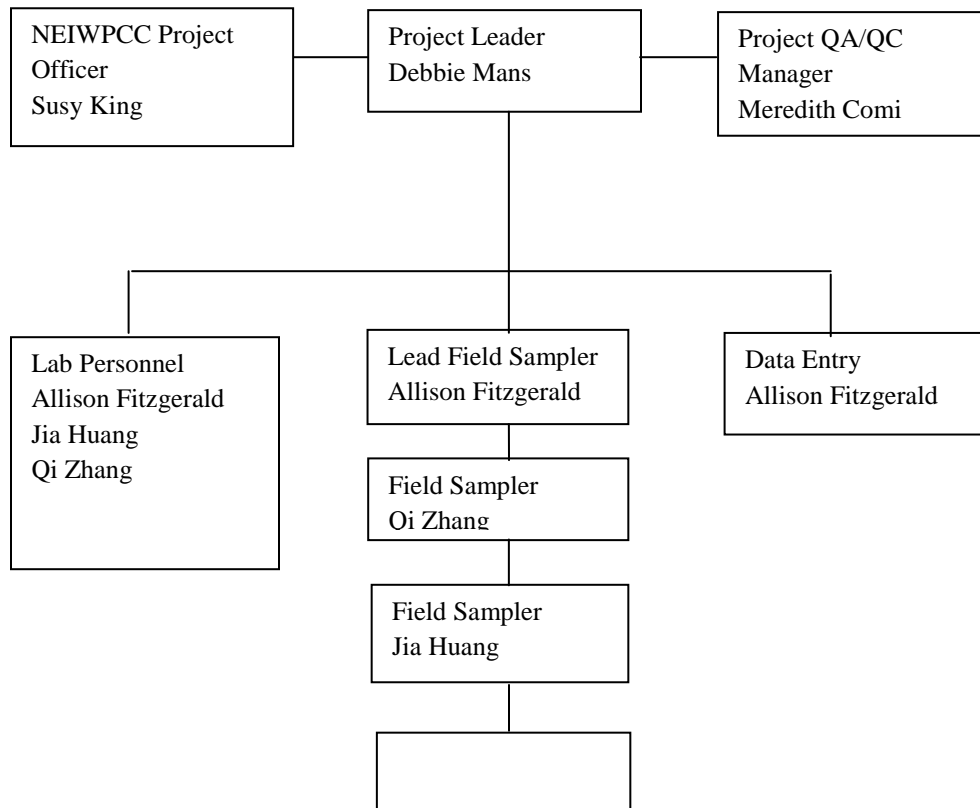 NEIWPCC Project
Officer
Susy King
Project Leader
Debbie Mans
Project QA/QC
Manager
Meredith Comi
Lab Personnel
Allison Fitzgerald
Jia Huang
Qi Zhang
Lead Field Sampler
Allison Fitzgerald
Data Entry
Allison Fitzgerald
Field Sampler
Qi Zhang
Field Sampler
Jia Huang